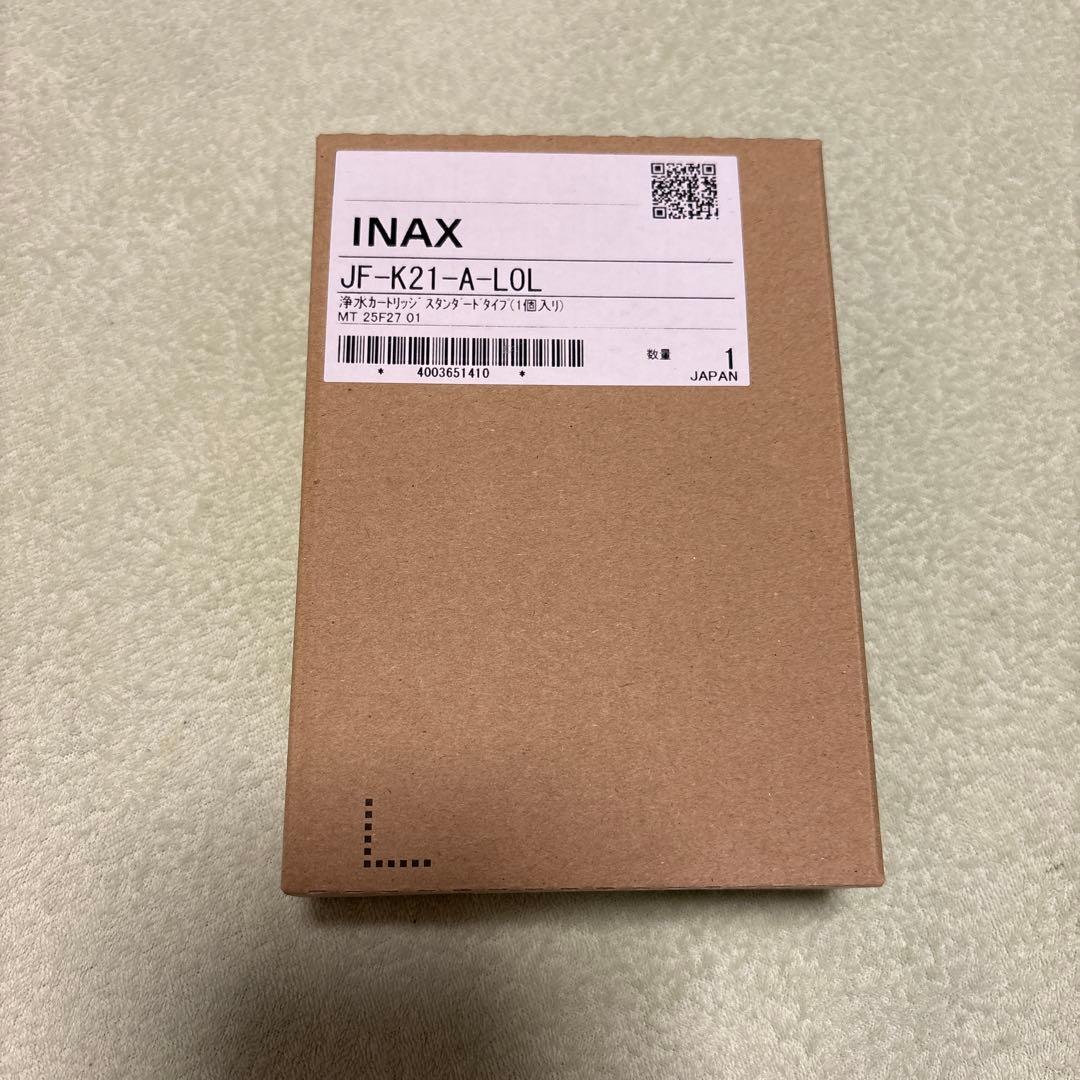 INAX
JF-K21-A-L0L
浄水ｶｰﾄﾘｯｼﾞ ｽﾀﾝﾀﾞｰﾄﾞﾀｲﾌﾟ(1個入り)
MT 25F27 01
* 4003651410 *
数量 1
JAPAN